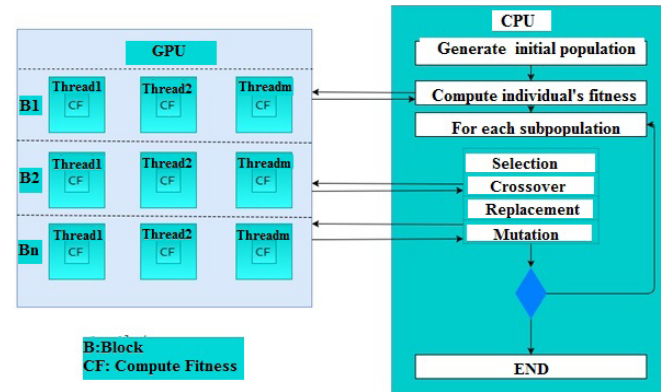 GPU
Thread1 Thread2 Threadm
B1 CF CF CF
Thread1 Thread2 Threadm
B2 CF CF CF
Thread1 Thread2 Threadm
Bn CF CF CF
B:Block
CF: Compute Fitness
CPU
Generate initial population
Compute individual's fitness
For each subpopulation
Selection
Crossover
Replacement
Mutation
END